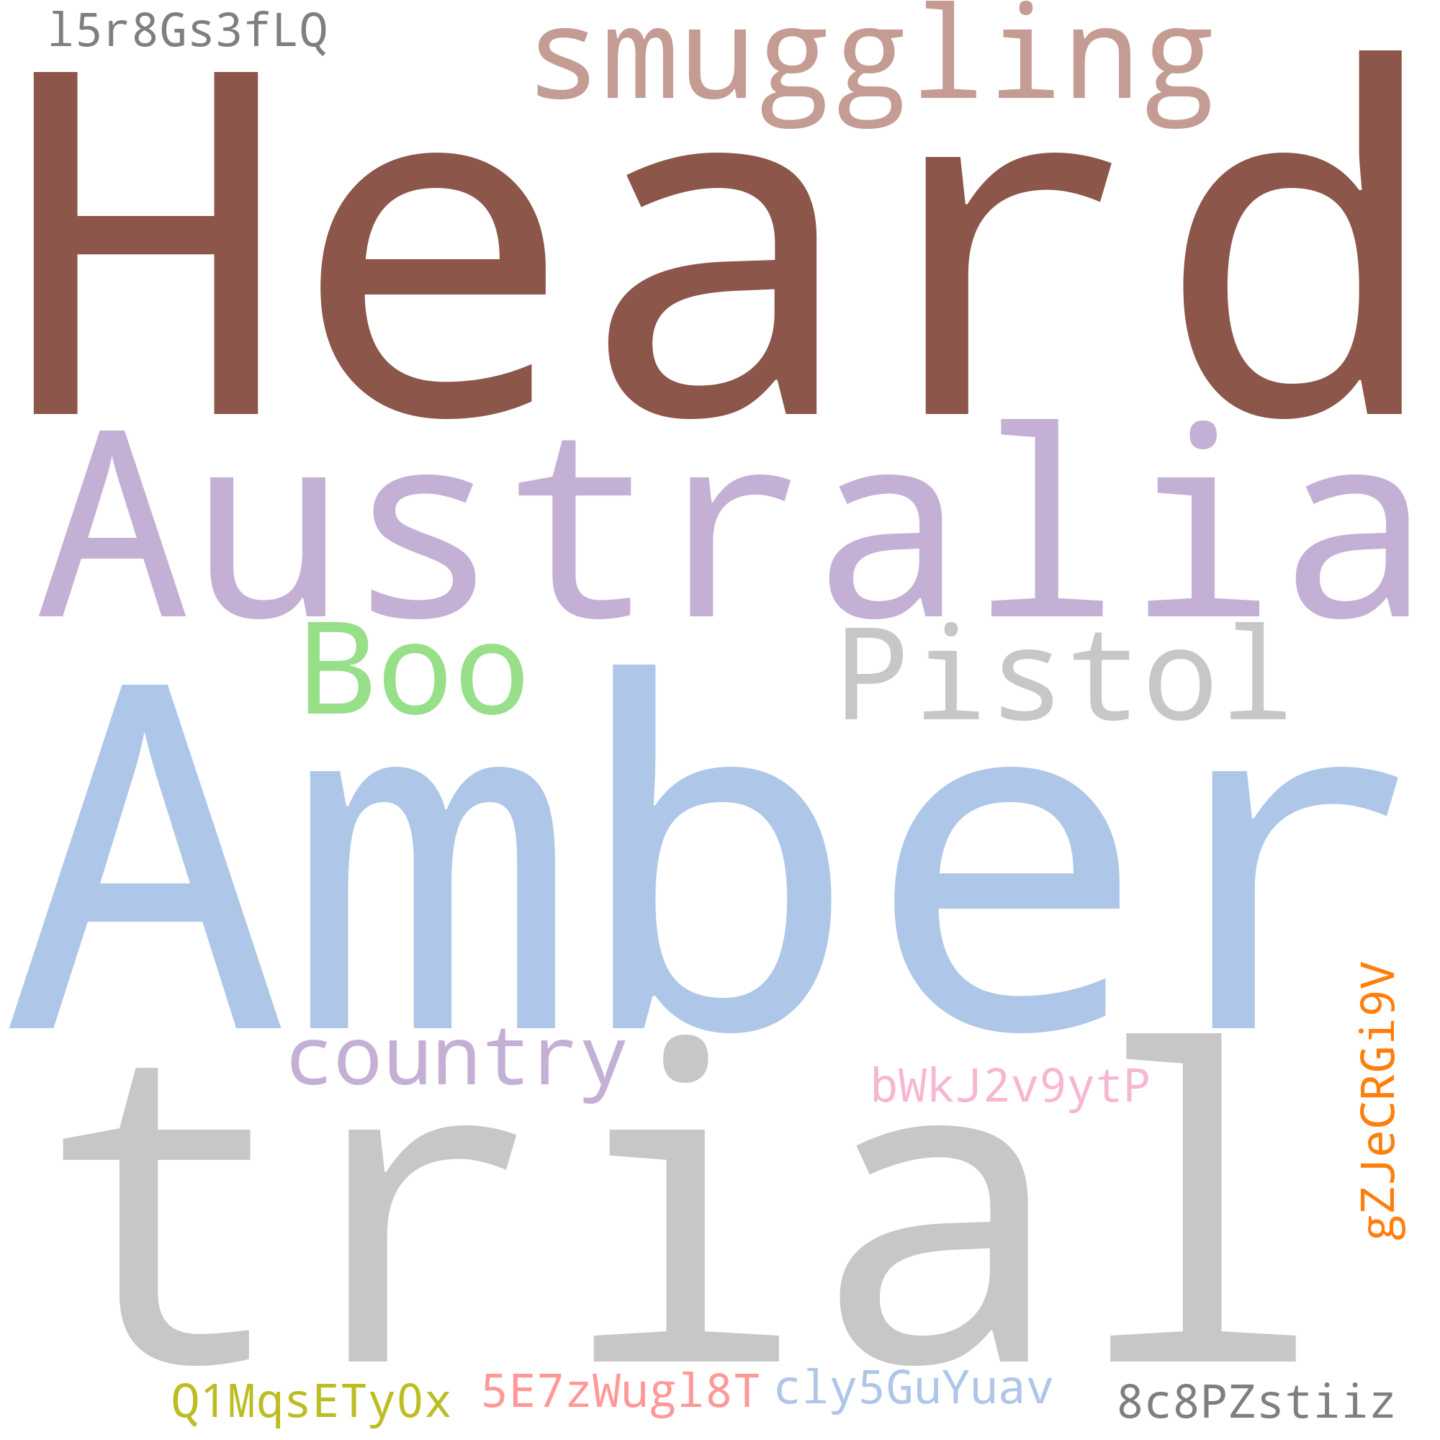 l5r8Gs3fLQ
smuggling
Heard
Australia
Boo
Pistol
Amber
country
bWkJ2v9ytP
gZJeCRGi9V
trial
Q1MqsETy0x
5E7zWugl8T
cly5GuYuav
8c8PZstiiz